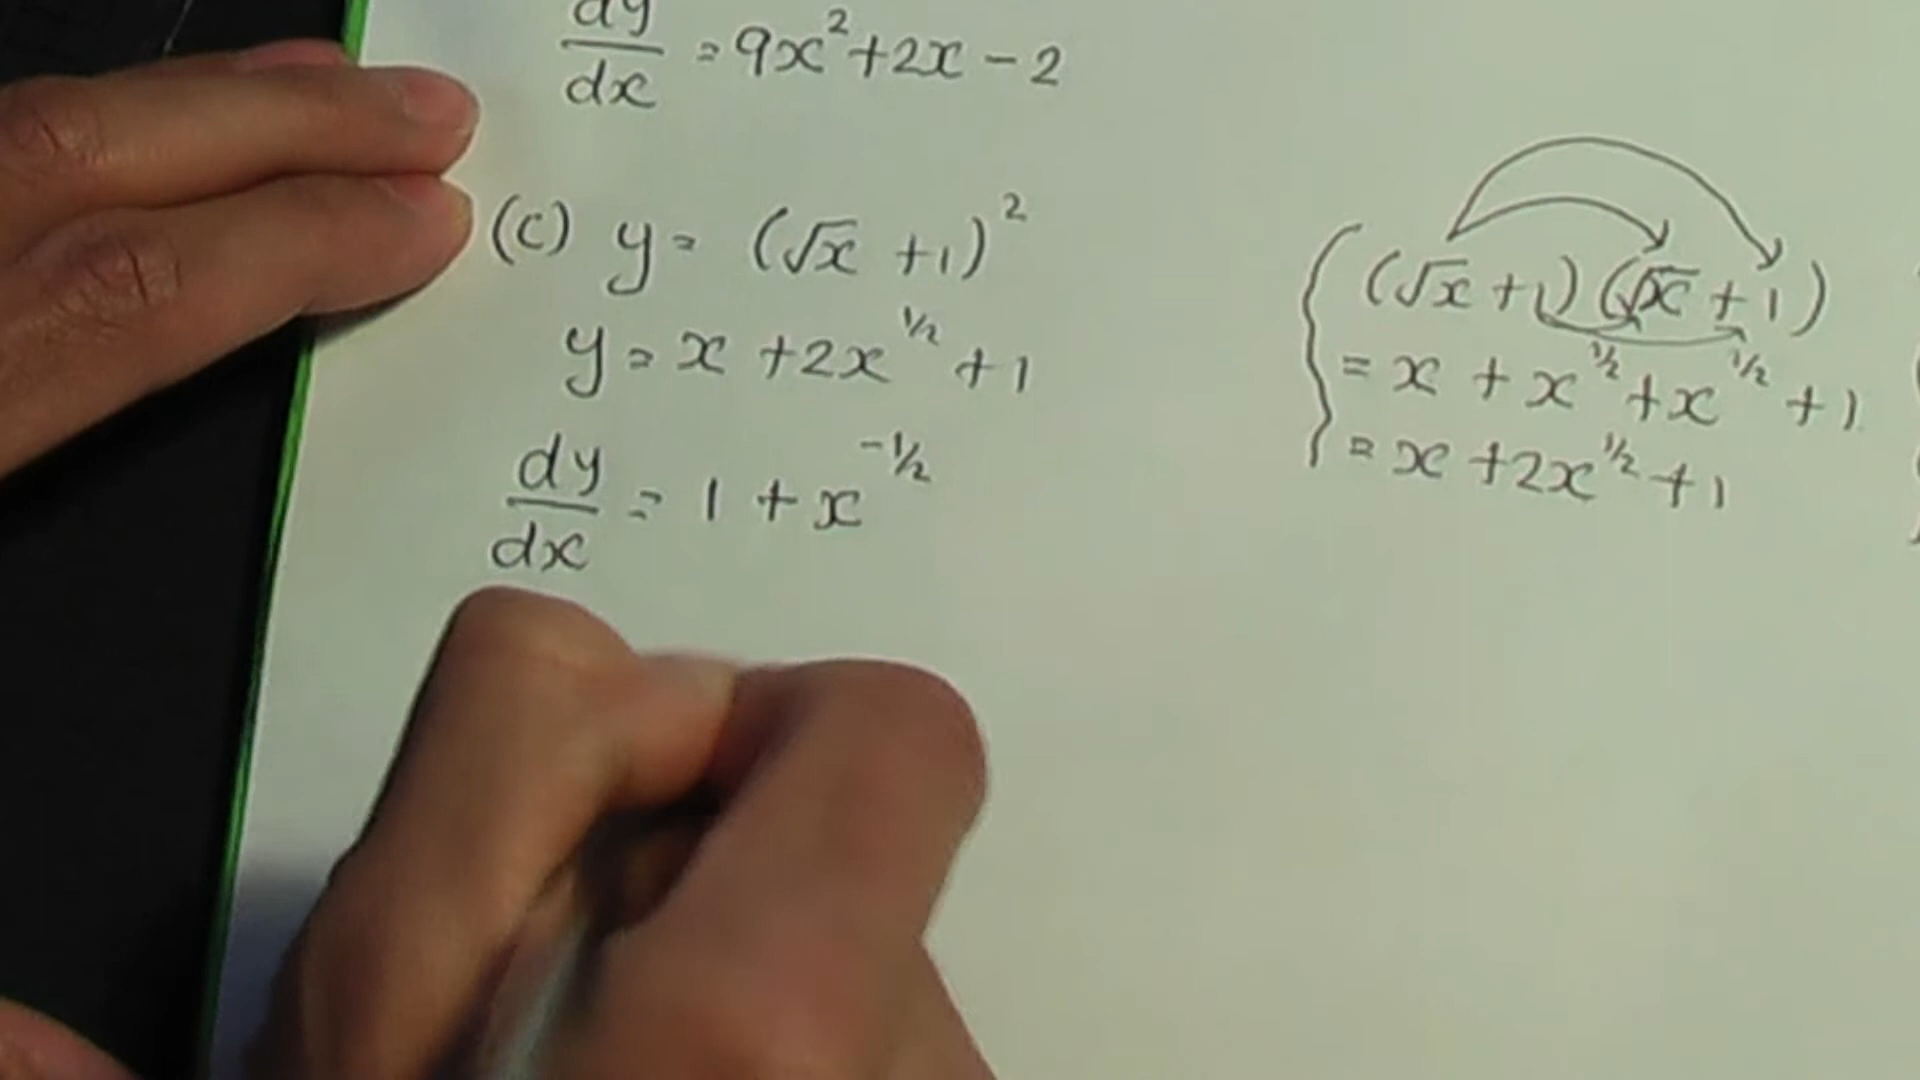 dy/dx = 9x² + 2x - 2
(c) y = (√x + 1)²
y = x + 2x^1/2 + 1
dy/dx = 1 + x^-1/2
(√x + 1)(√x + 1)
= x + x^1/2 + x^1/2 + 1
= x + 2x^1/2 + 1